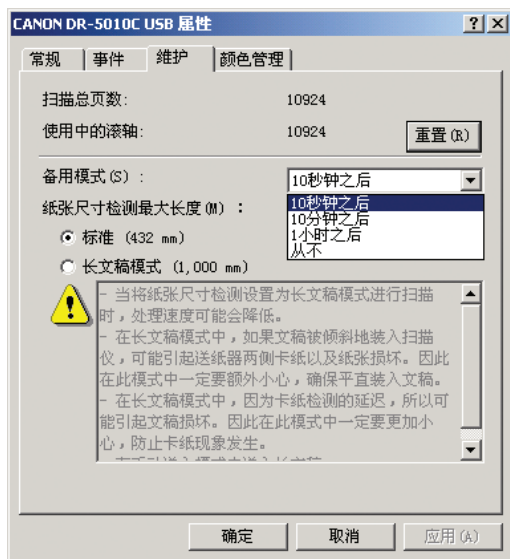 CANON DR-5010C USB 属性
常规 事件 维护 颜色管理
扫描总页数: 10924
使用中的滚轴: 10924 重置(R)
备用模式(S) : 10秒钟之后
纸张尺寸检测最大长度(M) : 10秒钟之后
10分钟之后
标准 (432 mm) 1小时之后
从不
长文稿模式 (1,000 mm)
- 当将纸张尺寸检测设置为长文稿模式进行扫描
时，处理速度可能会降低。
- 在长文稿模式中，如果文稿被倾斜地装入扫描
仪，可能引起送纸器两侧卡纸以及纸张损坏。因此
在此模式中一定要额外小心，确保平直装入文稿。
- 在长文稿模式中，因为卡纸检测的延迟，所以可
能引起文稿损坏。因此在此模式中一定要更加小
心，防止卡纸现象发生。
确定 取消 应用(A)